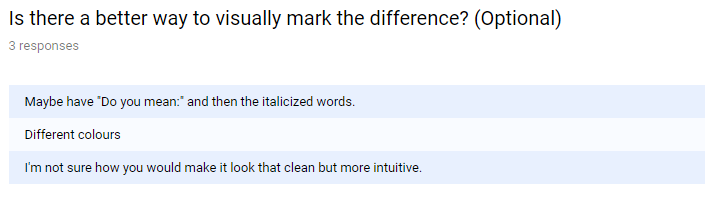 Is there a better way to visually mark the difference? (Optional)
3 responses
Maybe have "Do you mean:" and then the italicized words.
Different colours
I'm not sure how you would make it look that clean but more intuitive.